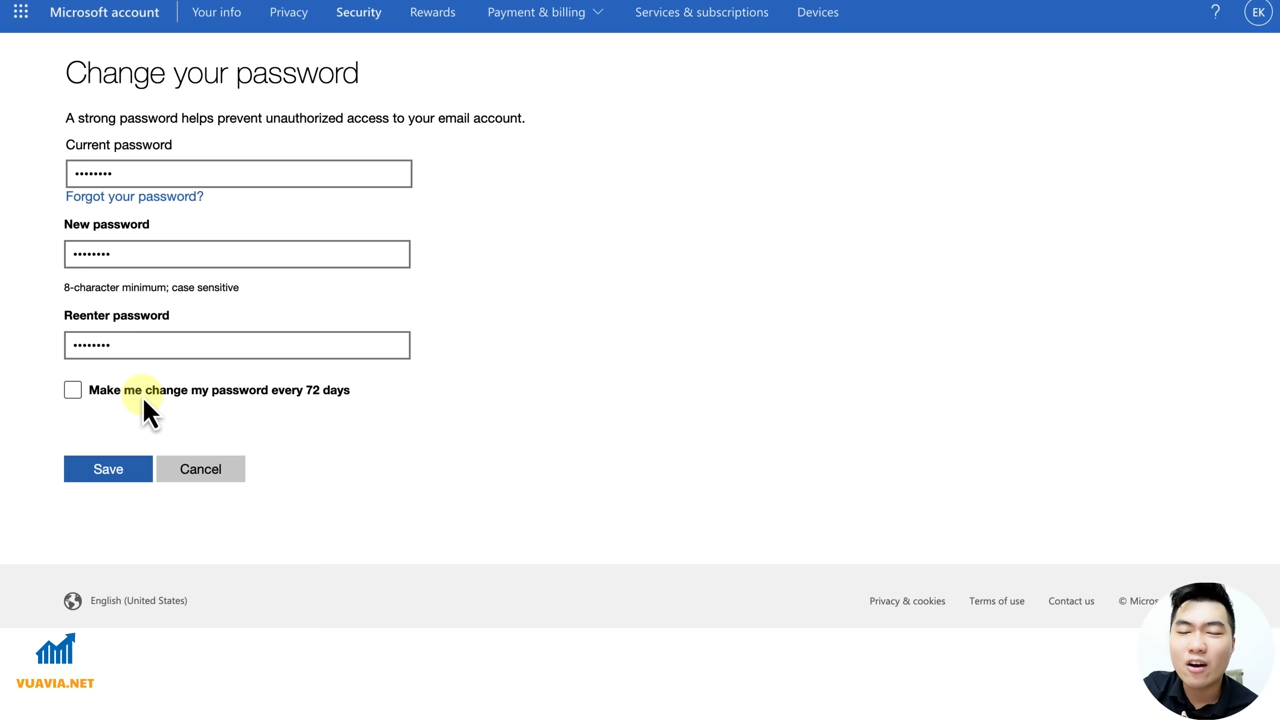 Microsoft account Your info Privacy Security Rewards Payment & billing Services & subscriptions Devices ? EK
Change your password
A strong password helps prevent unauthorized access to your email account.
Current password
••••••••
Forgot your password?
New password
••••••••
8-character minimum; case sensitive
Reenter password
••••••••
Make me change my password every 72 days
Save Cancel
English (United States) Privacy & cookies Terms of use Contact us ©
VUAVIA.NET